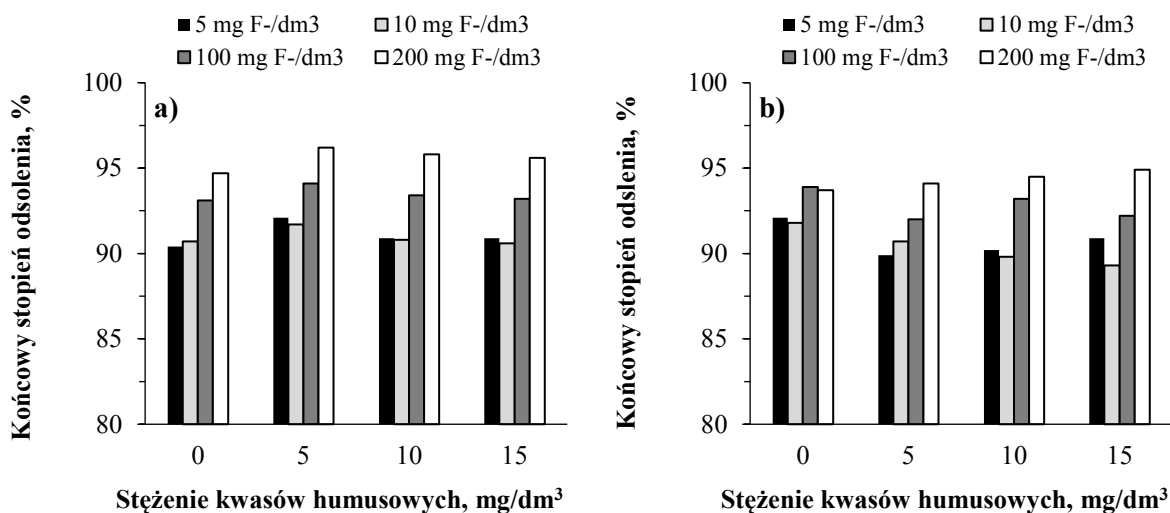 5 mg F-/dm3 10 mg F-/dm3
100 mg F-/dm3 200 mg F-/dm3
a)
Końcowy stopień odsolenia, %
100
95
90
85
80
0 5 10 15
Stężenie kwasów humusowych, mg/dm³
5 mg F-/dm3 10 mg F-/dm3
100 mg F-/dm3 200 mg F-/dm3
b)
Końcowy stopień odslenia, %
100
95
90
85
80
0 5 10 15
Stężenie kwasów humusowych, mg/dm³